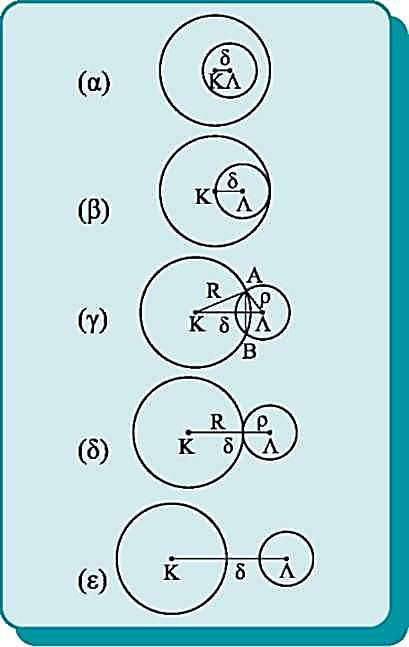 δ
(α) ΚΛ
δ
(β) Κ Λ
Α
R ρ
(γ) Κ δ Λ
Β
R ρ
(δ) Κ δ Λ
(ε) Κ δ Λ